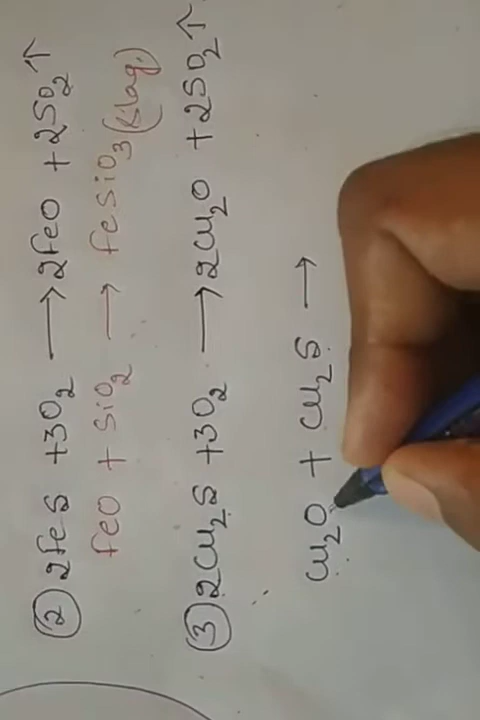 ② 2FeS + 3O₂ ⟶ 2FeO + 2SO₂↑
FeO + SiO₂ ⟶ FeSiO₃ (Slag.)
③ 2Cu₂S + 3O₂ ⟶ 2Cu₂O + 2SO₂↑
Cu₂O + Cu₂S ⟶